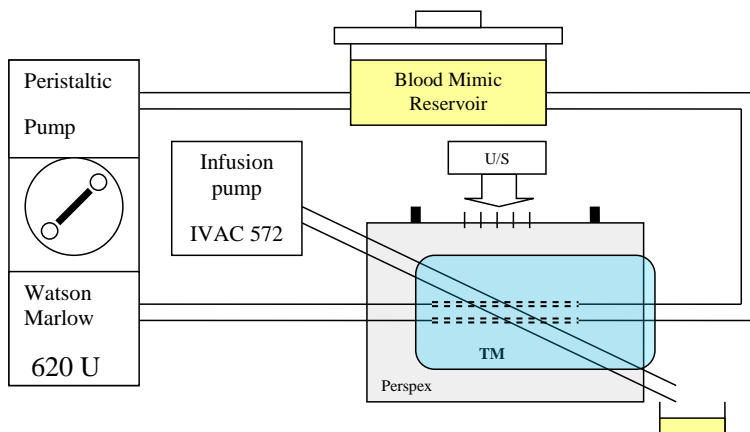 Peristaltic
Pump
Watson
Marlow
620 U
Blood Mimic
Reservoir
Infusion
pump
IVAC 572
U/S
TM
Perspex